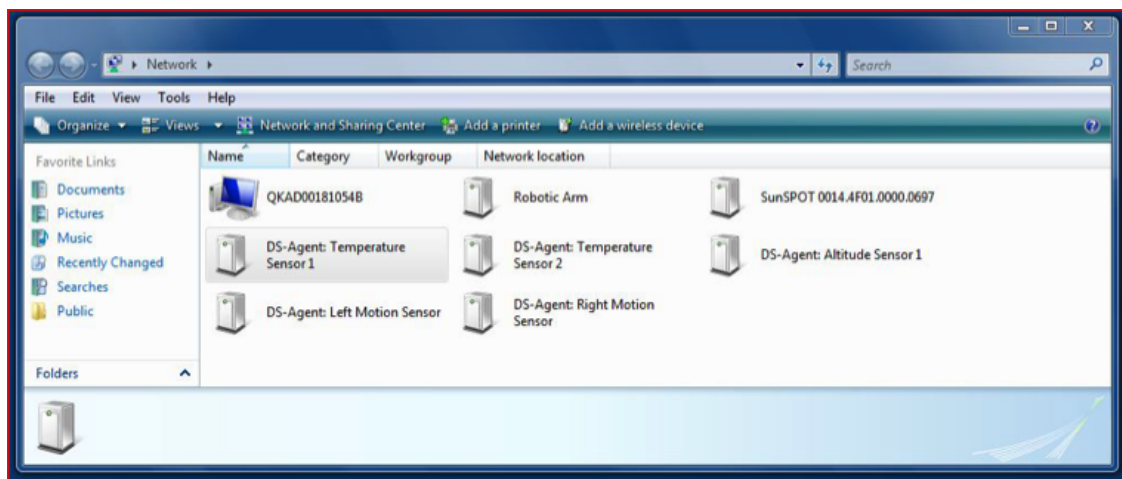 Network
Search
File Edit View Tools Help
Organize Views Network and Sharing Center Add a printer Add a wireless device
Favorite Links
Documents
Pictures
Music
Recently Changed
Searches
Public
Folders
Name Category Workgroup Network location
QKAD00181054B
Robotic Arm
SunSPOT 0014.4F01.0000.0697
DS-Agent: Temperature
Sensor 1
DS-Agent: Temperature
Sensor 2
DS-Agent: Altitude Sensor 1
DS-Agent: Left Motion Sensor
DS-Agent: Right Motion
Sensor